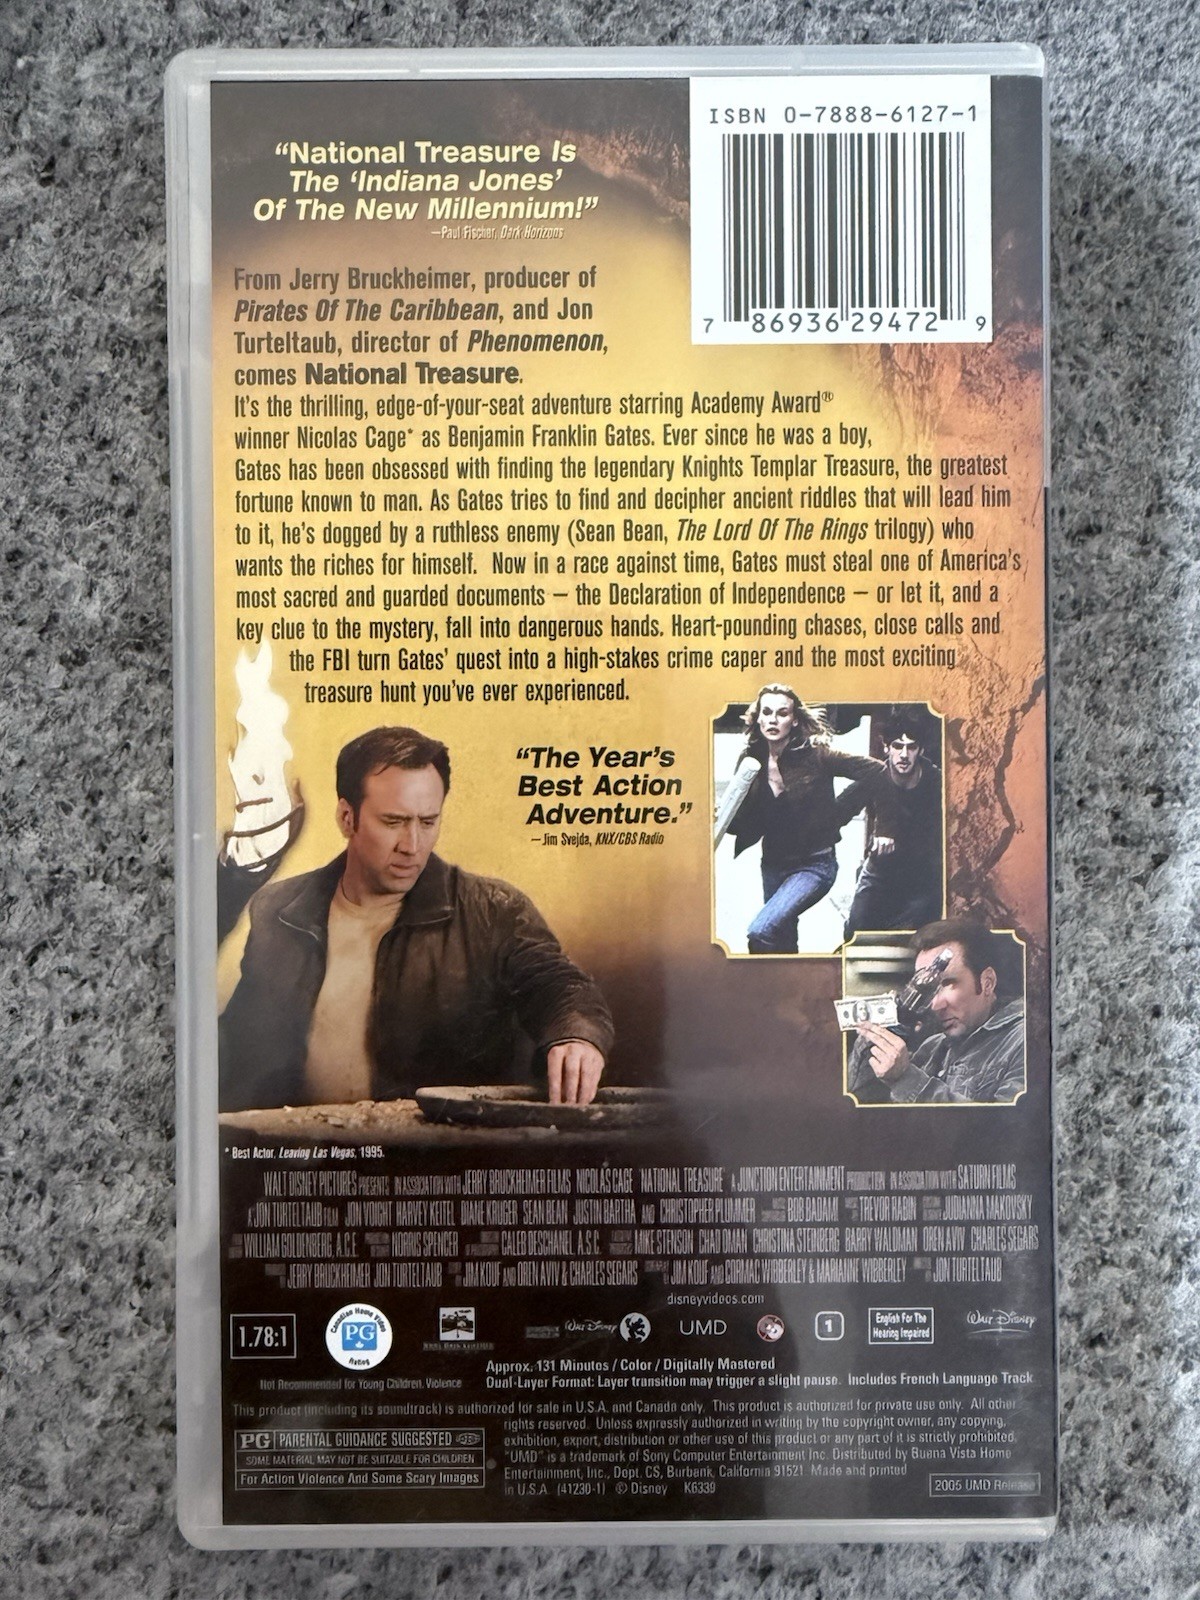 ISBN 0-7888-6127-1
7 86936 29472 9
“National Treasure Is
The ‘Indiana Jones’
Of The New Millennium!”
—Paul Fischer, Dark Horizons
From Jerry Bruckheimer, producer of
Pirates Of The Caribbean, and Jon
Turteltaub, director of Phenomenon,
comes National Treasure.
It's the thrilling, edge-of-your-seat adventure starring Academy Award®
winner Nicolas Cage* as Benjamin Franklin Gates. Ever since he was a boy,
Gates has been obsessed with finding the legendary Knights Templar Treasure, the greatest
fortune known to man. As Gates tries to find and decipher ancient riddles that will lead him
to it, he's dogged by a ruthless enemy (Sean Bean, The Lord Of The Rings trilogy) who
wants the riches for himself. Now in a race against time, Gates must steal one of America's
most sacred and guarded documents — the Declaration of Independence — or let it, and a
key clue to the mystery, fall into dangerous hands. Heart-pounding chases, close calls and
the FBI turn Gates' quest into a high-stakes crime caper and the most exciting
treasure hunt you've ever experienced.
“The Year's
Best Action
Adventure.”
—Jim Svejda, KNX/CBS Radio
* Best Actor, Leaving Las Vegas, 1995.
WALT DISNEY PICTURES PRESENTS IN ASSOCIATION WITH JERRY BRUCKHEIMER FILMS NICOLAS CAGE NATIONAL TREASURE A JUNCTION ENTERTAINMENT PRODUCTION IN ASSOCIATION WITH SATURN FILMS
A JON TURTELTAUB FILM JON VOIGHT HARVEY KEITEL DIANE KRUGER SEAN BEAN JUSTIN BARTHA AND CHRISTOPHER PLUMMER BOB BADAMI TREVOR RABIN JUDIANNA MAKOVSKY
WILLIAM GOLDENBERG, A.C.E. NORRIS SPENCER CALEB DESCHANEL, A.S.C. MIKE STENSON CHAD OMAN CHRISTINA STEINBERG BARRY WALDMAN OREN AVIV CHARLES SEGARS
JERRY BRUCKHEIMER JON TURTELTAUB JIM KOUF AND OREN AVIV & CHARLES SEGARS JIM KOUF AND CORMAC WIBBERLEY & MARIANNE WIBBERLEY JON TURTELTAUB
disneyvideos.com
1.78:1
Canadian Home Video
PG
Rating
WALT DISNEY
UMD
1
English For The
Hearing Impaired
WALT DISNEY
Not Recommended for Young Children, Violence
Approx. 131 Minutes / Color / Digitally Mastered
Dual-Layer Format: Layer transition may trigger a slight pause. Includes French Language Track
This product (including its soundtrack) is authorized for sale in U.S.A. and Canada only. This product is authorized for private use only. All other
rights reserved. Unless expressly authorized in writing by the copyright owner, any copying,
exhibition, export, distribution or other use of this product or any part of it is strictly prohibited.
"UMD" is a trademark of Sony Computer Entertainment Inc. Distributed by Buena Vista Home
Entertainment, Inc., Dept. CS, Burbank, California 91521. Made and printed
in U.S.A. (41230-1) ℗ Disney K6339
PG PARENTAL GUIDANCE SUGGESTED
SOME MATERIAL MAY NOT BE SUITABLE FOR CHILDREN
For Action Violence And Some Scary Images
2005 UMD Release